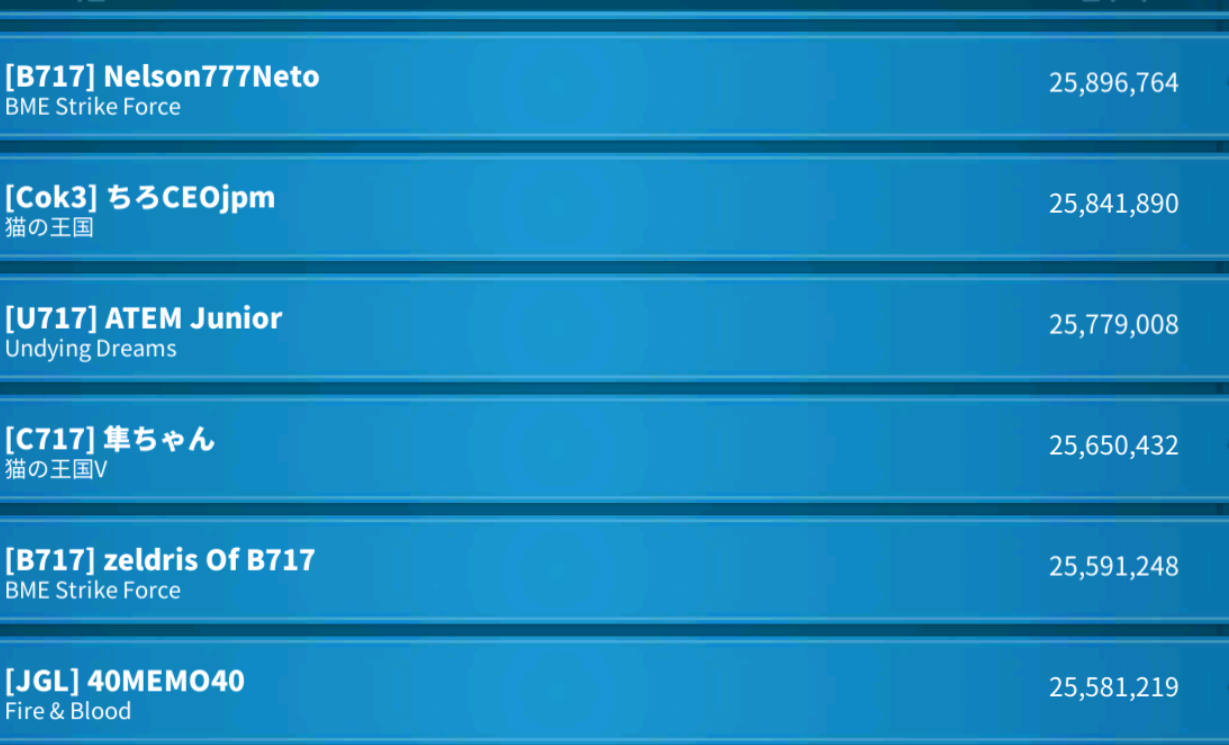 [B717] Nelson777Neto
BME Strike Force
25,896,764
[Cok3] ちろCEOjpm
猫の王国
25,841,890
[U717] ATEM Junior
Undying Dreams
25,779,008
[C717] 隼ちゃん
猫の王国V
25,650,432
[B717] zeldris Of B717
BME Strike Force
25,591,248
[JGL] 40MEMO40
Fire & Blood
25,581,219